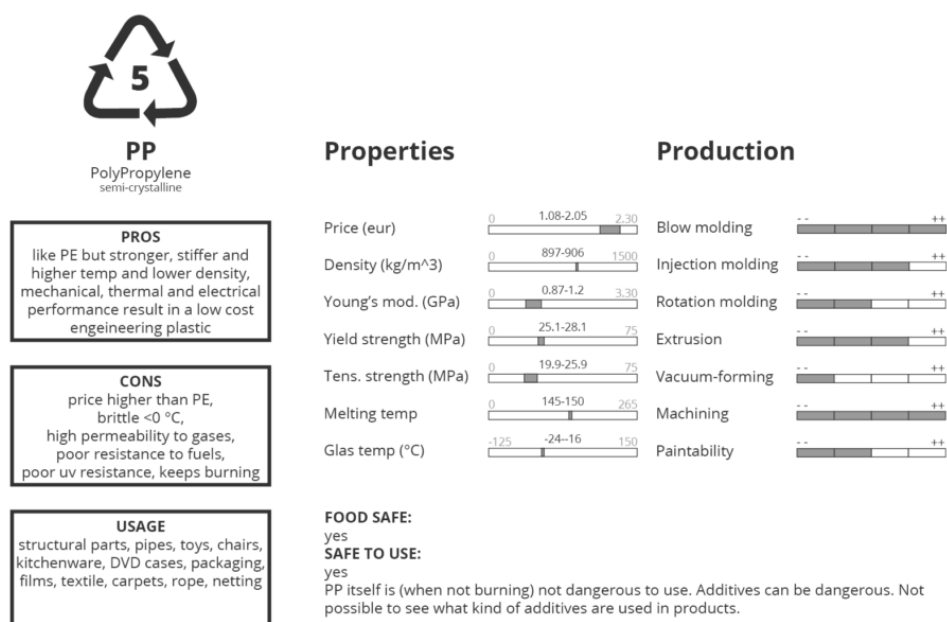 5
PP
PolyPropylene
semi-crystalline
PROS
like PE but stronger, stiffer and
higher temp and lower density,
mechanical, thermal and electrical
performance result in a low cost
engeineering plastic
CONS
price higher than PE,
brittle <0 °C,
high permeability to gases,
poor resistance to fuels,
poor uv resistance, keeps burning
USAGE
structural parts, pipes, toys, chairs,
kitchenware, DVD cases, packaging,
films, textile, carpets, rope, netting
Properties
Price (eur) 0 1.08-2.05 2.30
Density (kg/m^3) 0 897-906 1500
Young's mod. (GPa) 0 0.87-1.2 3.30
Yield strength (MPa) 0 25.1-28.1 75
Tens. strength (MPa) 0 19.9-25.9 75
Melting temp 0 145-150 265
Glas temp (°C) -125 -24--16 150
Production
Blow molding -- ++
Injection molding -- ++
Rotation molding -- ++
Extrusion -- ++
Vacuum-forming -- ++
Machining -- ++
Paintability -- ++
FOOD SAFE:
yes
SAFE TO USE:
yes
PP itself is (when not burning) not dangerous to use. Additives can be dangerous. Not
possible to see what kind of additives are used in products.